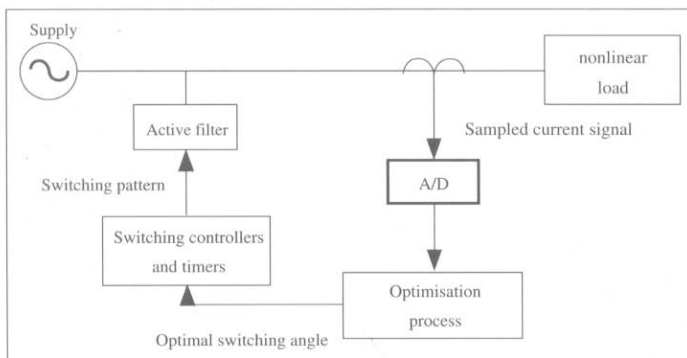 Supply
nonlinear
load
Active filter
Sampled current signal
Switching pattern
A/D
Switching controllers
and timers
Optimisation
process
Optimal switching angle